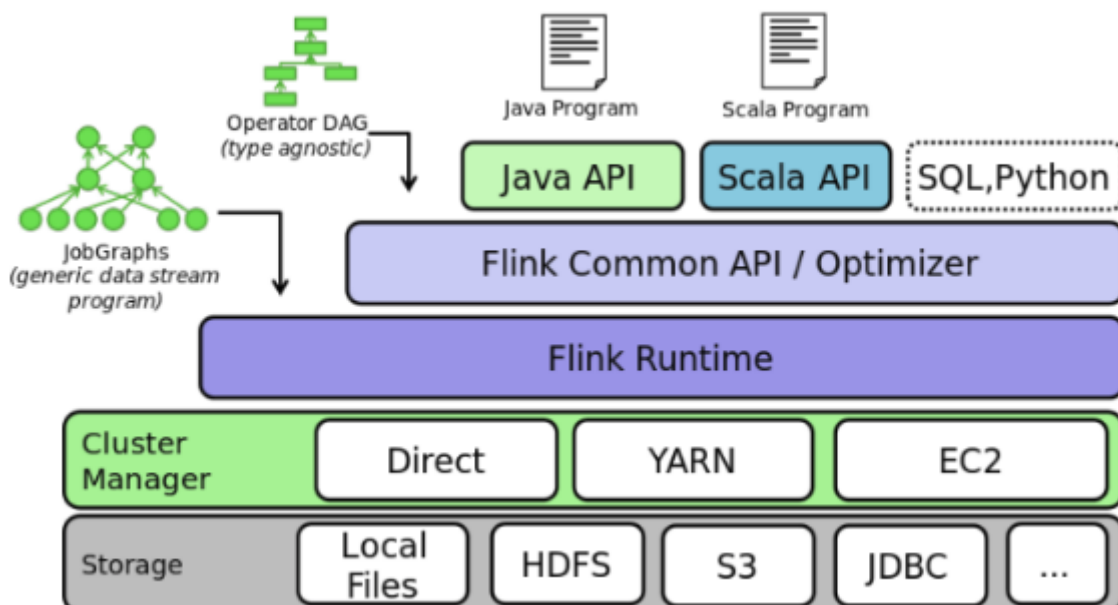 Java Program
Scala Program
Operator DAG
(type agnostic)
Java API
Scala API
SQL,Python
JobGraphs
(generic data stream
program)
Flink Common API / Optimizer
Flink Runtime
Cluster
Manager
Direct
YARN
EC2
Storage
Local
Files
HDFS
S3
JDBC
...